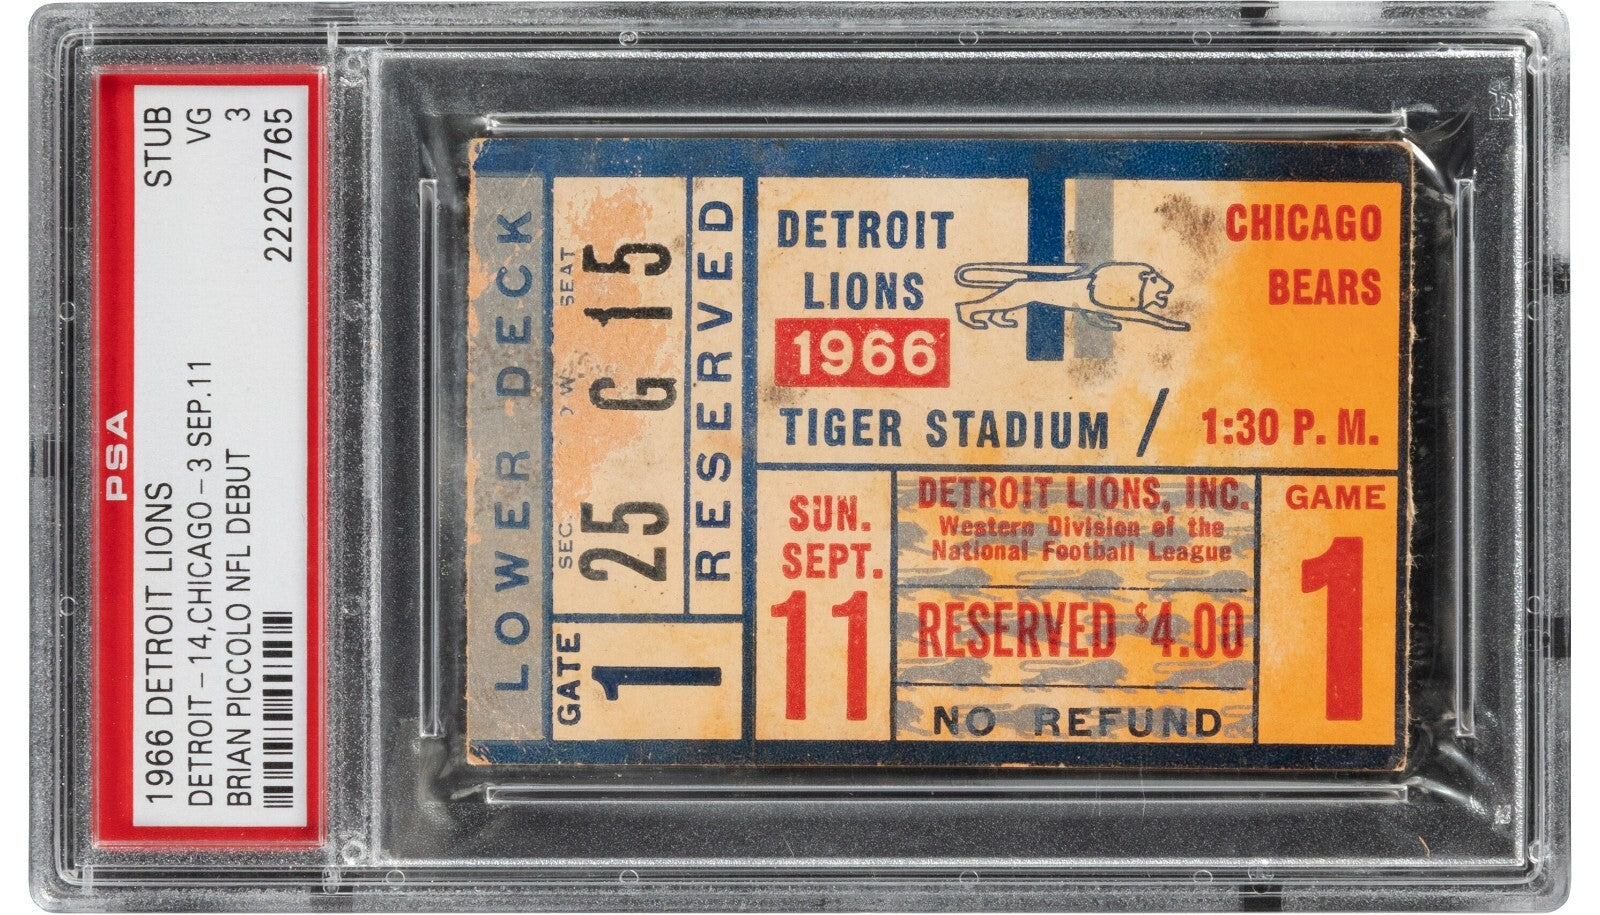 PSA
1966 DETROIT LIONS
DETROIT-14,CHICAGO-3 SEP.11
BRIAN PICCOLO NFL DEBUT
STUB
VG
3
22207765
LOWER DECK
SEC.
SEAT
25 G 15
GATE
1
RESERVED
DETROIT
LIONS
1966
CHICAGO
BEARS
TIGER STADIUM / 1:30 P. M.
SUN.
SEPT.
11
DETROIT LIONS, INC.
Western Division of the
National Football League
RESERVED $4.00
NO REFUND
GAME
1